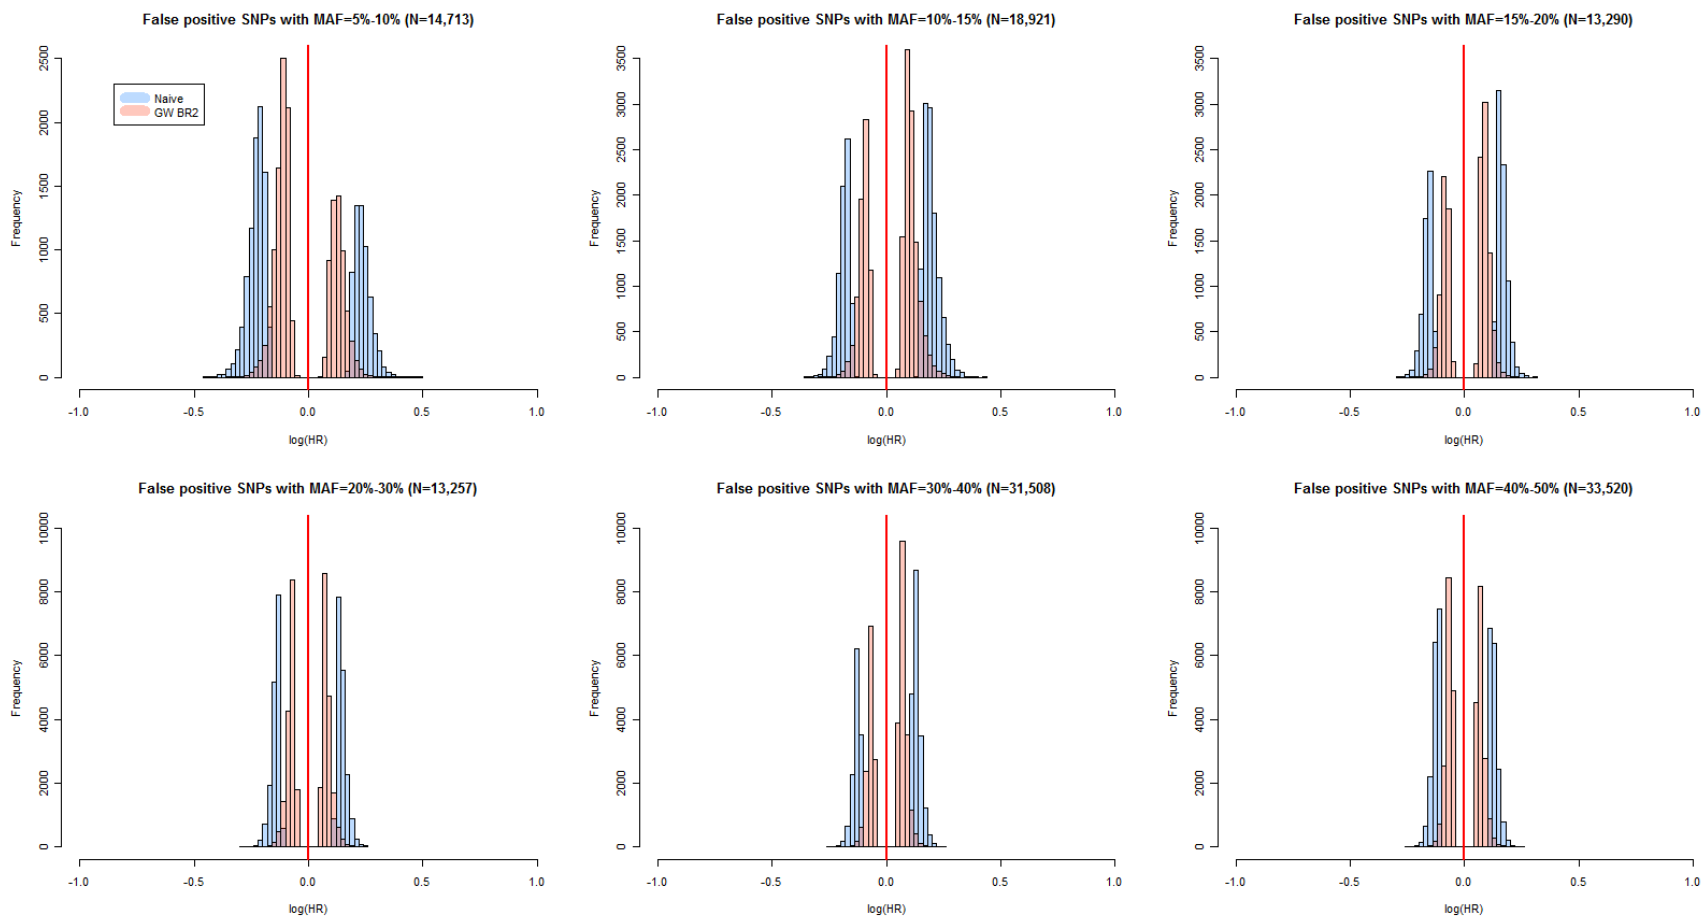 False positive SNPs with MAF=5%-10% (N=14,713)
Frequency
2500
2000
1500
1000
500
0
Naive
GW BR2
-1.0 -0.5 0.0 0.5 1.0
log(HR)
False positive SNPs with MAF=10%-15% (N=18,921)
Frequency
3500
3000
2500
2000
1500
1000
500
0
-1.0 -0.5 0.0 0.5 1.0
log(HR)
False positive SNPs with MAF=15%-20% (N=13,290)
Frequency
3500
3000
2500
2000
1500
1000
500
0
-1.0 -0.5 0.0 0.5 1.0
log(HR)
False positive SNPs with MAF=20%-30% (N=13,257)
Frequency
10000
8000
6000
4000
2000
0
-1.0 -0.5 0.0 0.5 1.0
log(HR)
False positive SNPs with MAF=30%-40% (N=31,508)
Frequency
10000
8000
6000
4000
2000
0
-1.0 -0.5 0.0 0.5 1.0
log(HR)
False positive SNPs with MAF=40%-50% (N=33,520)
Frequency
10000
8000
6000
4000
2000
0
-1.0 -0.5 0.0 0.5 1.0
log(HR)